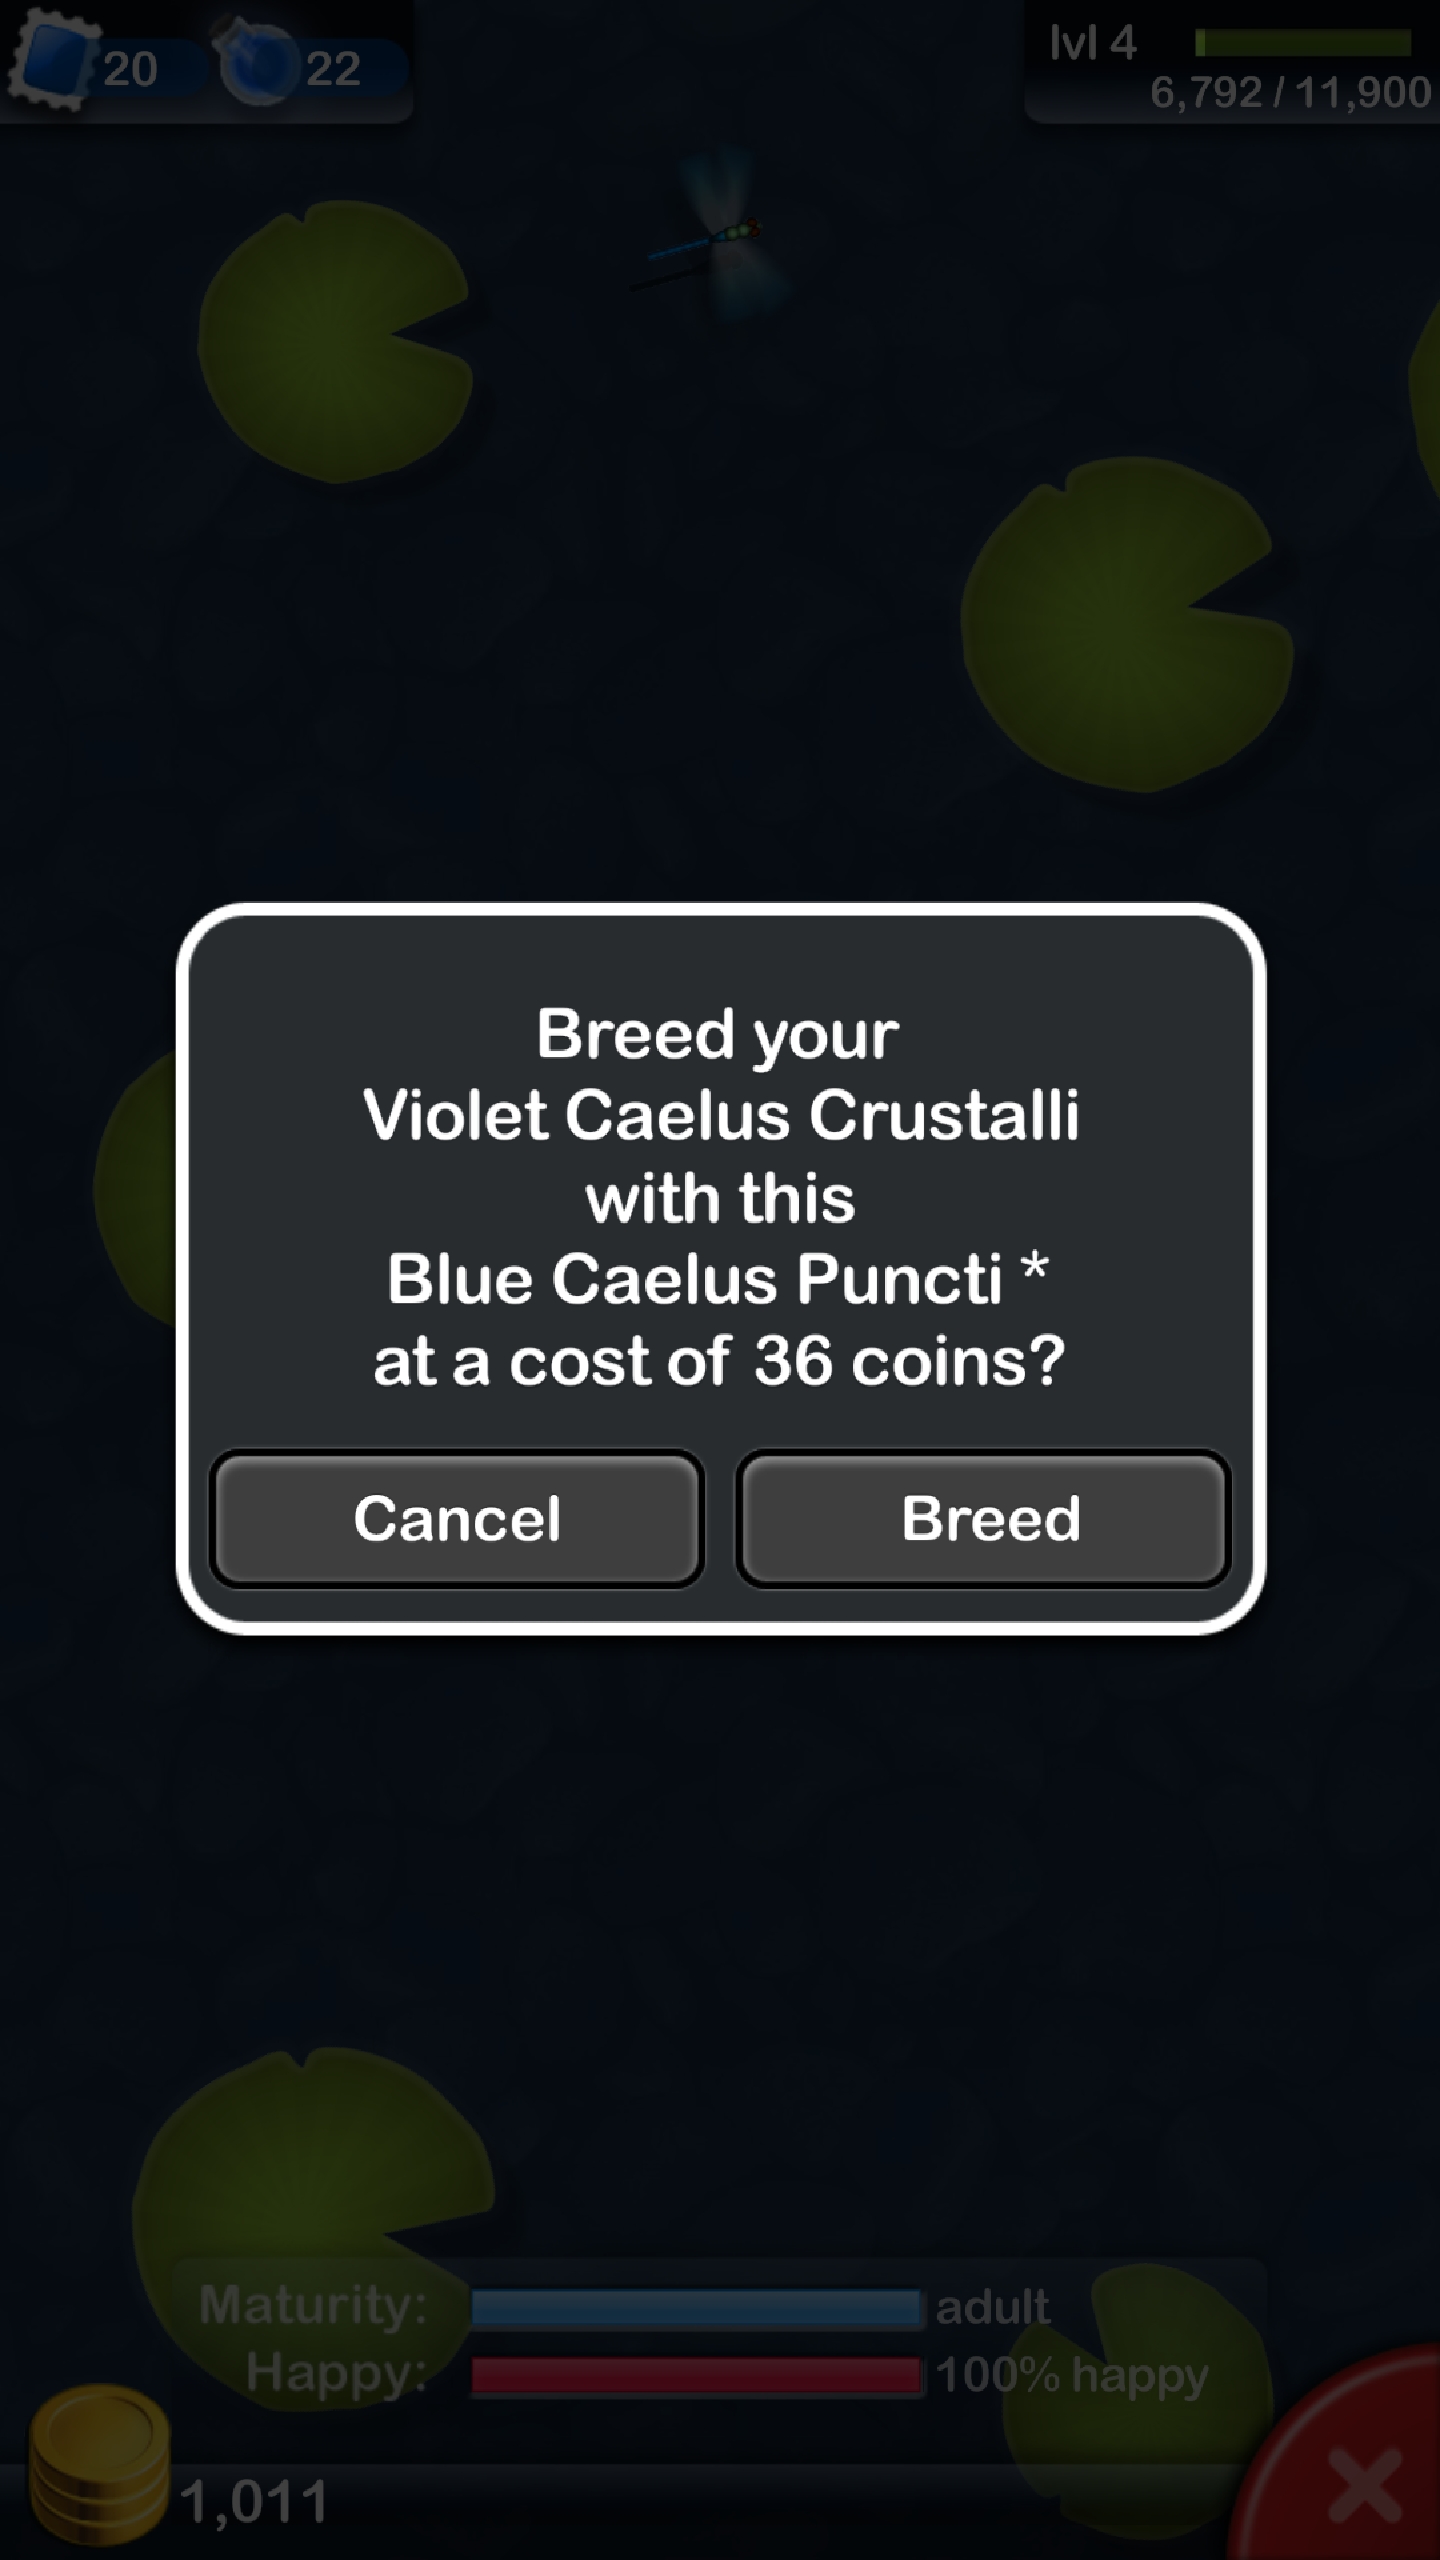 20 22 lvl 4
6,792 / 11,900
Breed your
Violet Caelus Crustalli
with this
Blue Caelus Puncti *
at a cost of 36 coins?
Cancel Breed
Maturity: adult
Happy: 100% happy
1,011